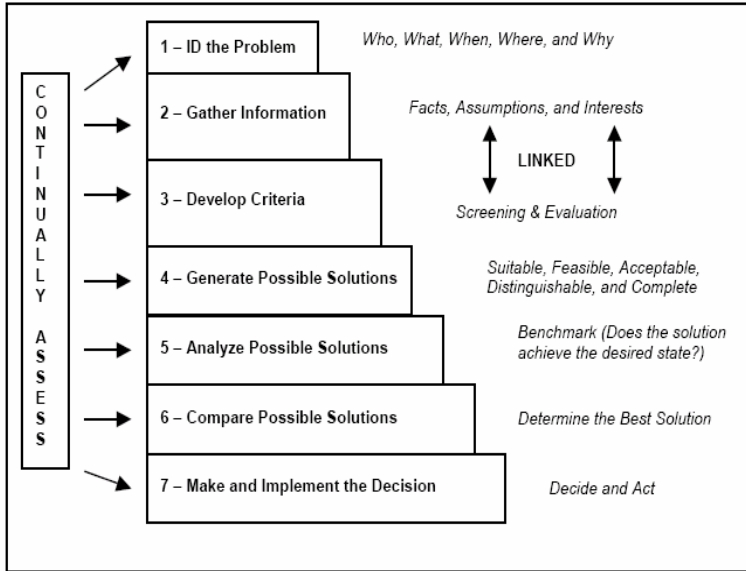 CONTINUALLY ASSESS
1 – ID the Problem
Who, What, When, Where, and Why
2 – Gather Information
Facts, Assumptions, and Interests
LINKED
3 – Develop Criteria
Screening & Evaluation
4 – Generate Possible Solutions
Suitable, Feasible, Acceptable,
Distinguishable, and Complete
5 – Analyze Possible Solutions
Benchmark (Does the solution
achieve the desired state?)
6 – Compare Possible Solutions
Determine the Best Solution
7 – Make and Implement the Decision
Decide and Act